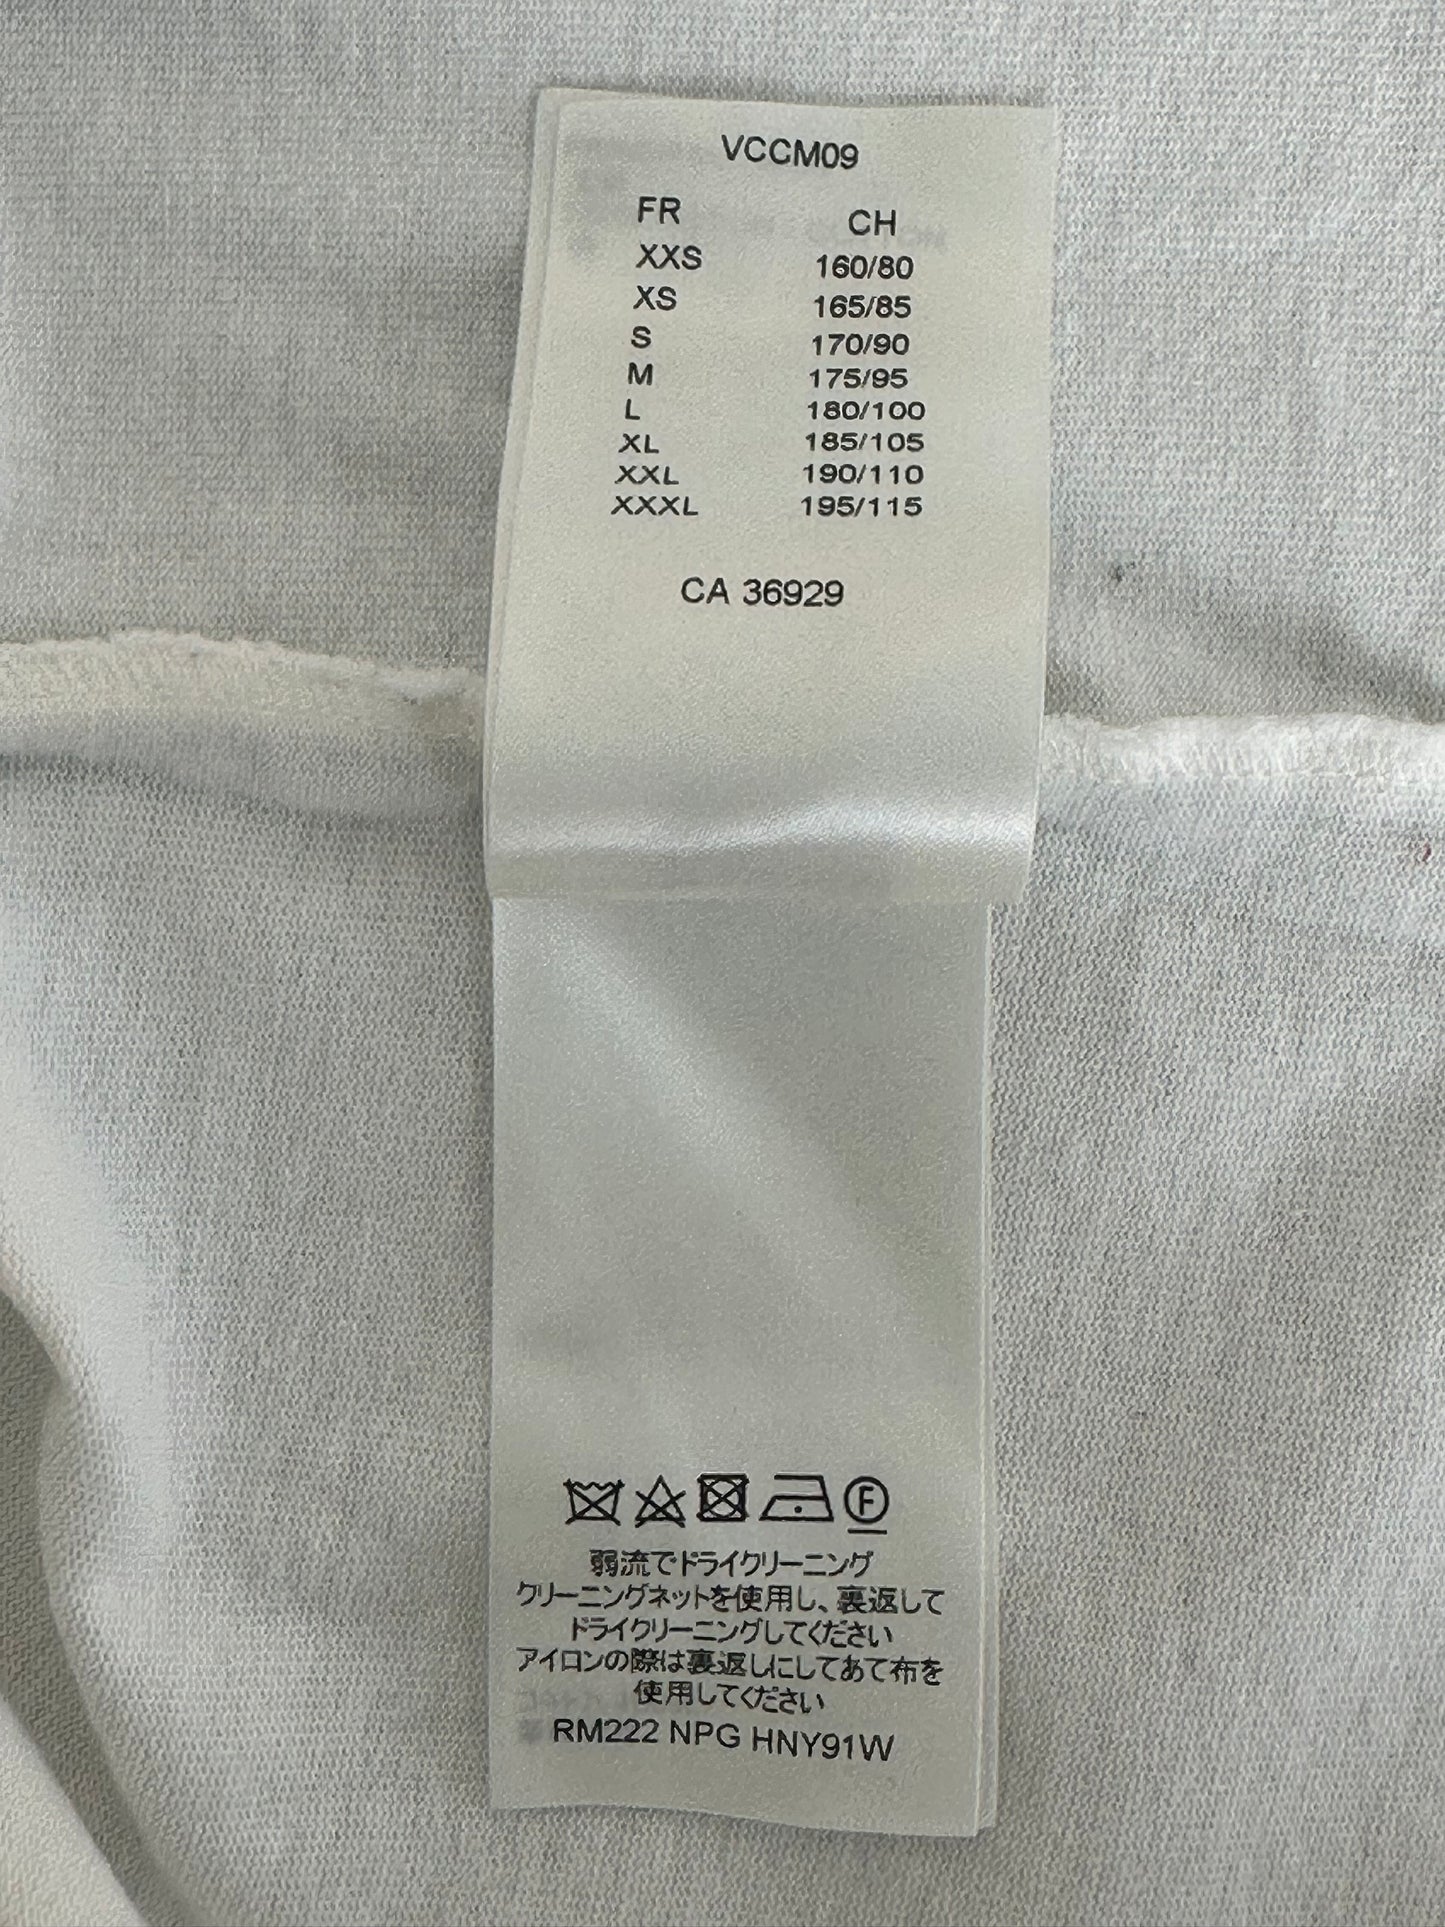 VCCM09
FR CH
XXS 160/80
XS 165/85
S 170/90
M 175/95
L 180/100
XL 185/105
XXL 190/110
XXXL 195/115
CA 36929
F
弱流でドライクリーニング
クリーニングネットを使用し、裏返して
ドライクリーニングしてください
アイロンの際は裏返しにしてあて布を
使用してください
RM222 NPG HNY91W